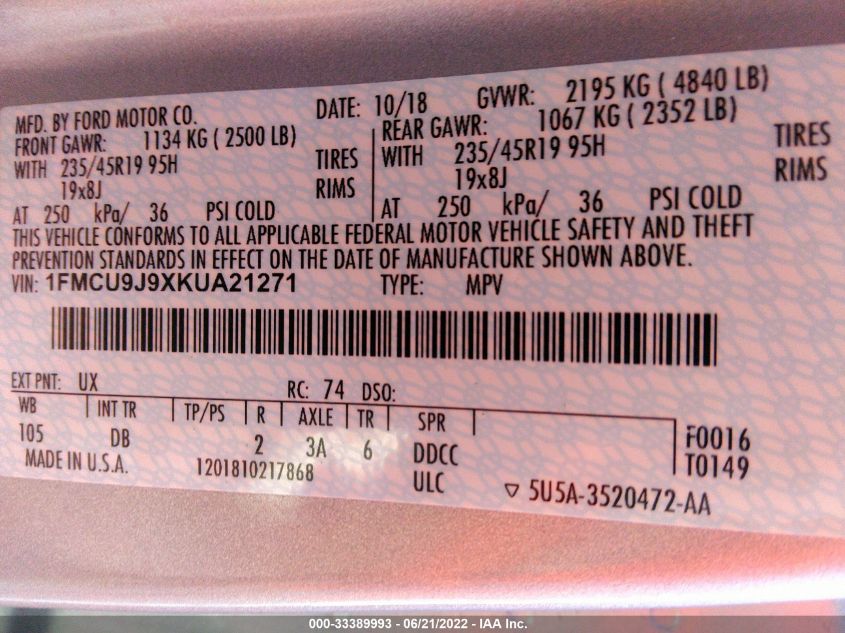 MFD. BY FORD MOTOR CO. DATE: 10/18 GVWR: 2195 KG ( 4840 LB)
FRONT GAWR: 1134 KG ( 2500 LB) REAR GAWR: 1067 KG ( 2352 LB)
WITH 235/45R19 95H TIRES WITH 235/45R19 95H TIRES
19x8J RIMS 19x8J RIMS
AT 250 kPa/ 36 PSI COLD AT 250 kPa/ 36 PSI COLD
THIS VEHICLE CONFORMS TO ALL APPLICABLE FEDERAL MOTOR VEHICLE SAFETY AND THEFT
PREVENTION STANDARDS IN EFFECT ON THE DATE OF MANUFACTURE SHOWN ABOVE.
VIN: 1FMCU9J9XKUA21271 TYPE: MPV
EXT PNT: UX RC: 74 DSO:
WB INT TR TP/PS R AXLE TR SPR
105 DB 2 3A 6 DDCC F0016
MADE IN U.S.A. 1201810217868 ULC T0149
▽ 5U5A-3520472-AA
000-33389993 - 06/21/2022 - IAA Inc.